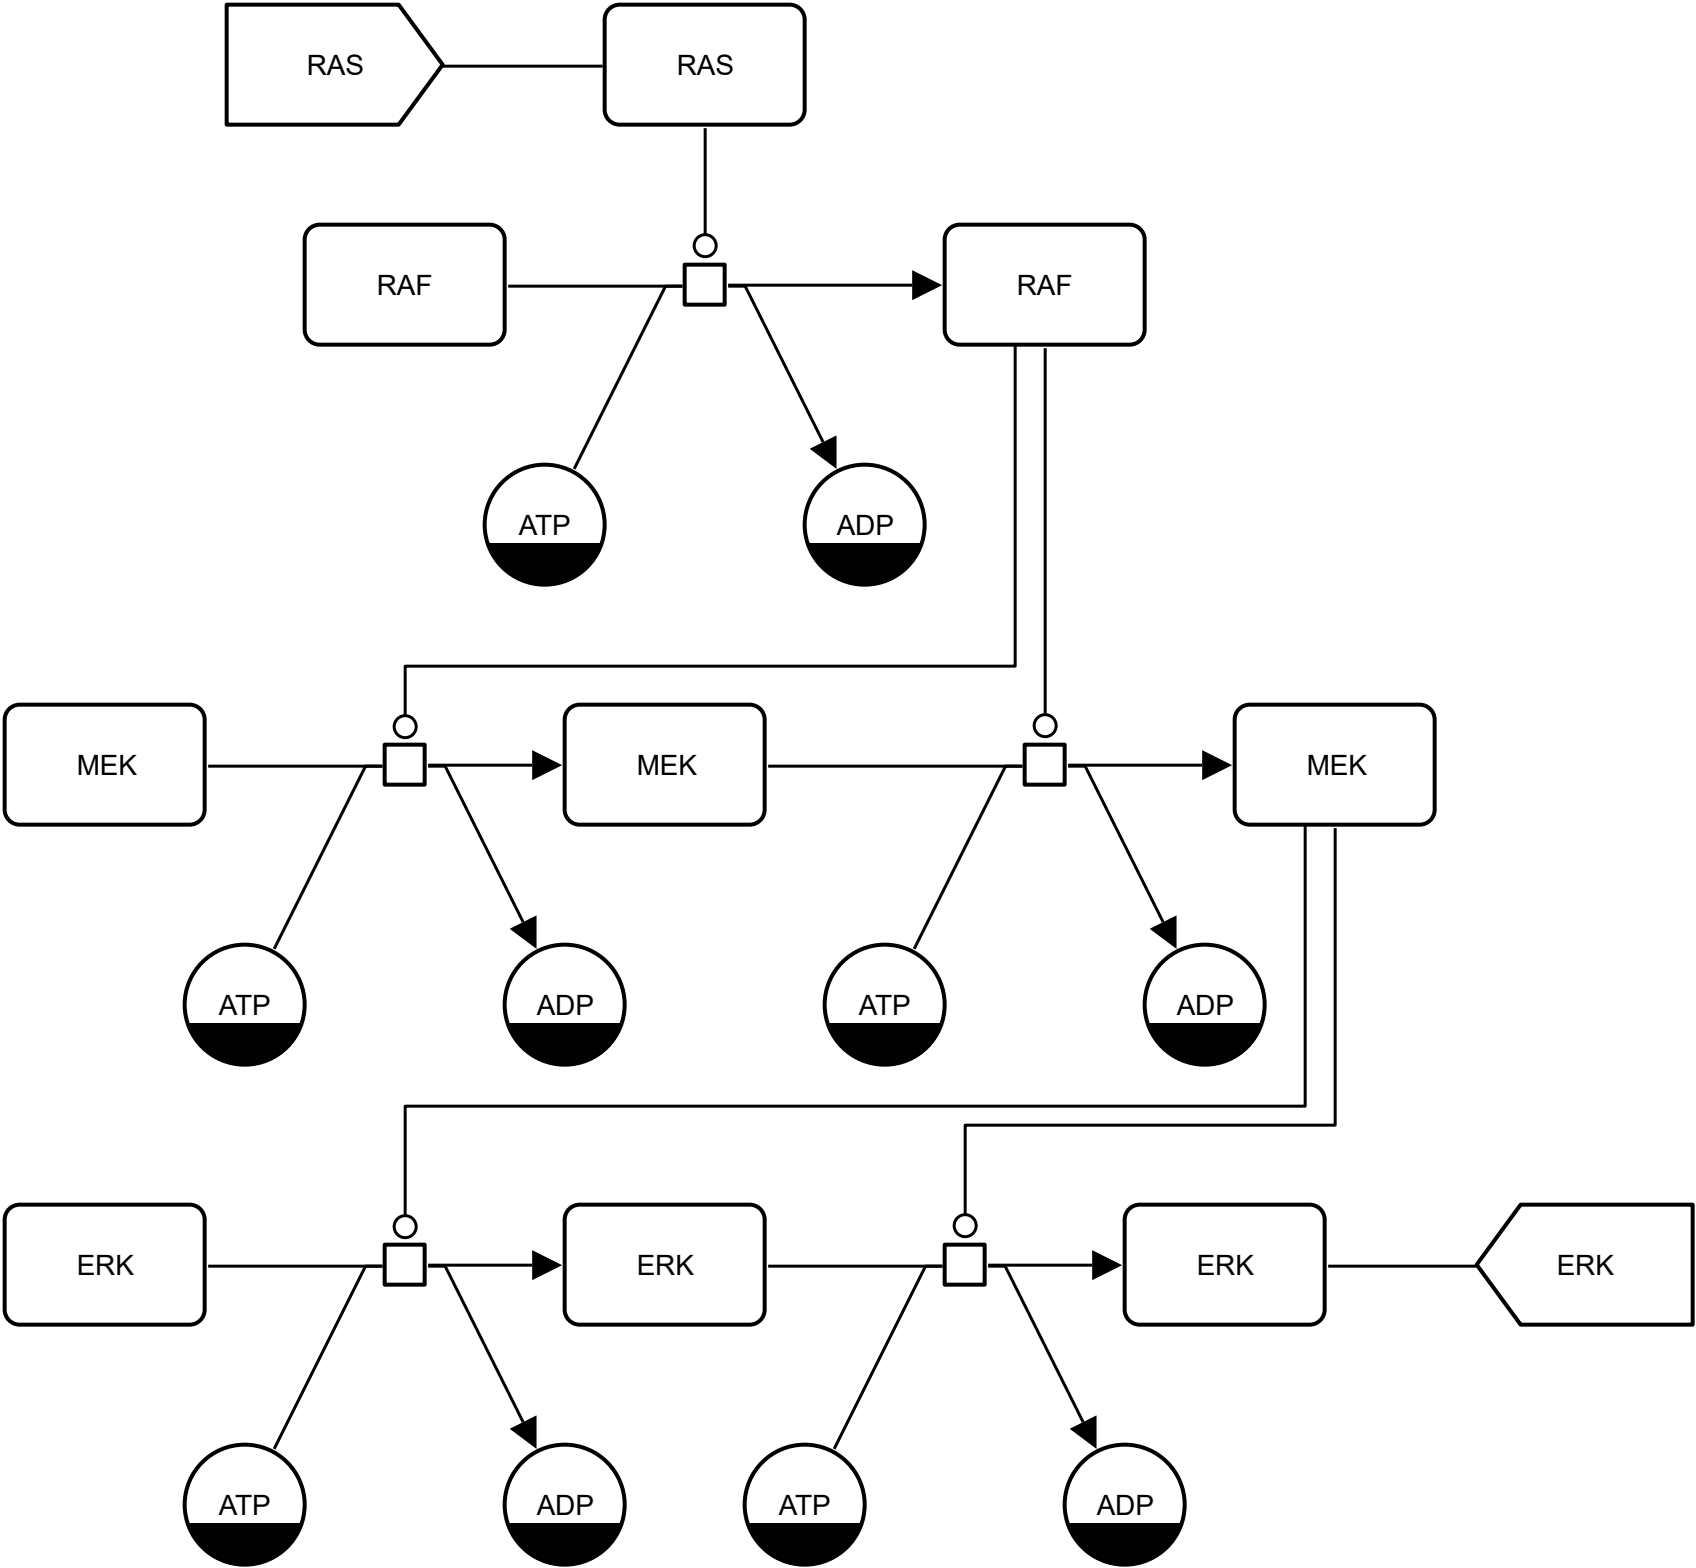 RAS
RAS
RAF
RAF
ATP
ADP
MEK
MEK
MEK
ATP
ADP
ATP
ADP
ERK
ERK
ERK
ERK
ATP
ADP
ATP
ADP